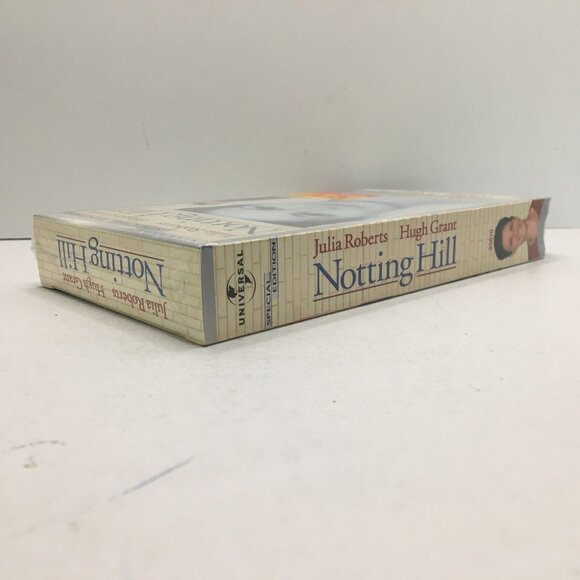 Julia Roberts Hugh Grant
Notting Hill
UNIVERSAL
SPECIAL
EDITION
Julia Roberts Hugh Grant
Notting Hill